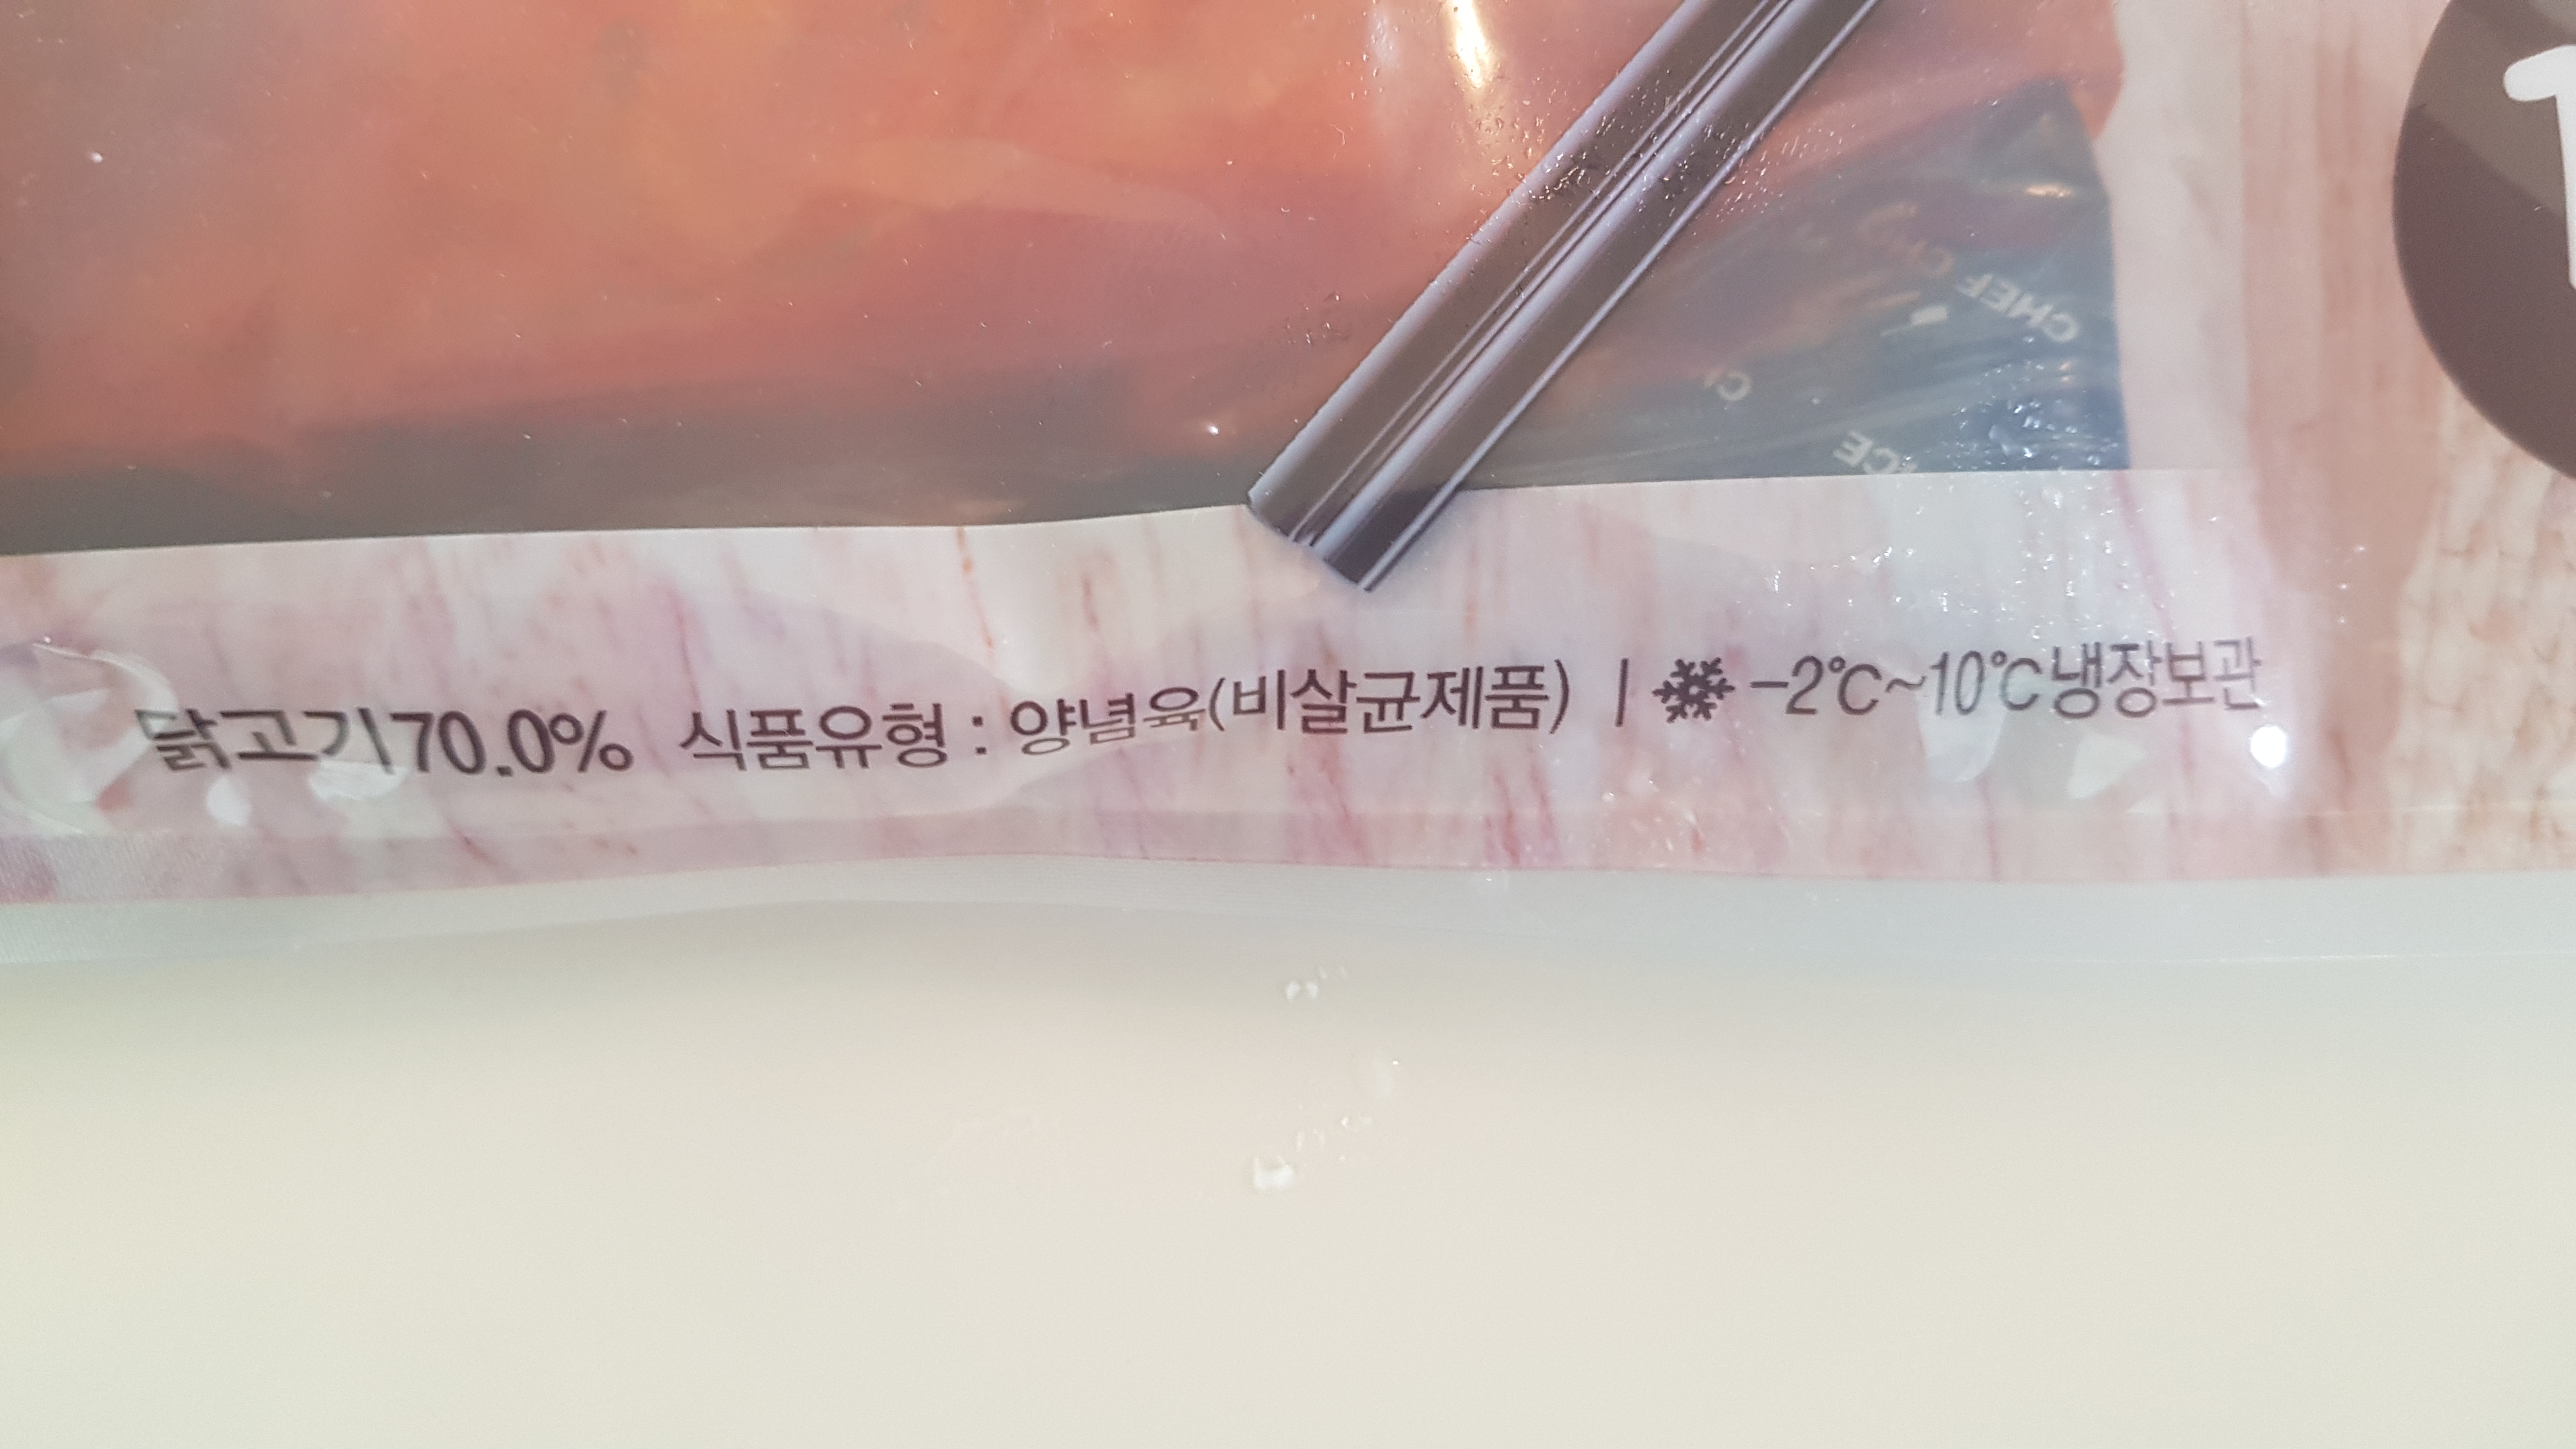 CHEF
닭고기70.0% 식품유형 : 양념육(비살균제품) | -2℃~10℃냉장보관